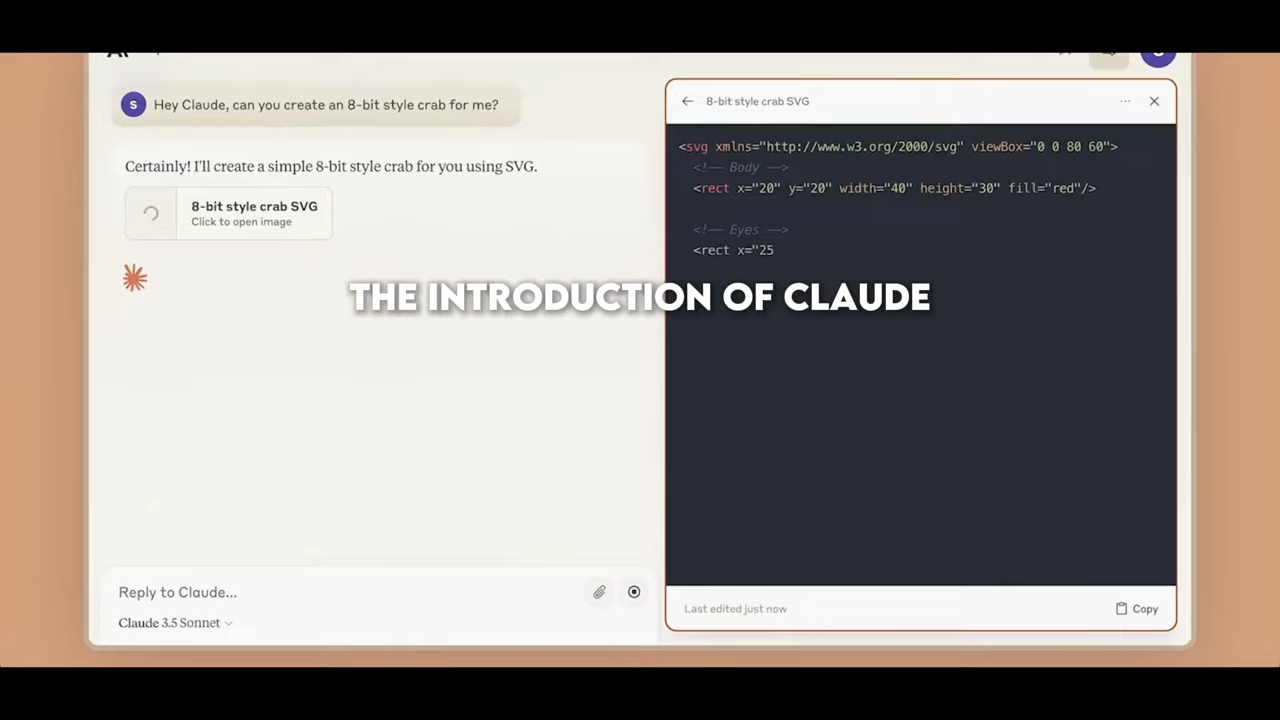 S Hey Claude, can you create an 8-bit style crab for me?
Certainly! I'll create a simple 8-bit style crab for you using SVG.
8-bit style crab SVG
Click to open image
THE INTRODUCTION OF CLAUDE
Reply to Claude...
Claude 3.5 Sonnet
8-bit style crab SVG
<svg xmlns="http://www.w3.org/2000/svg" viewBox="0 0 80 60">
<!-- Body -->
<rect x="20" y="20" width="40" height="30" fill="red"/>
<!-- Eyes -->
<rect x="25
Last edited just now
Copy